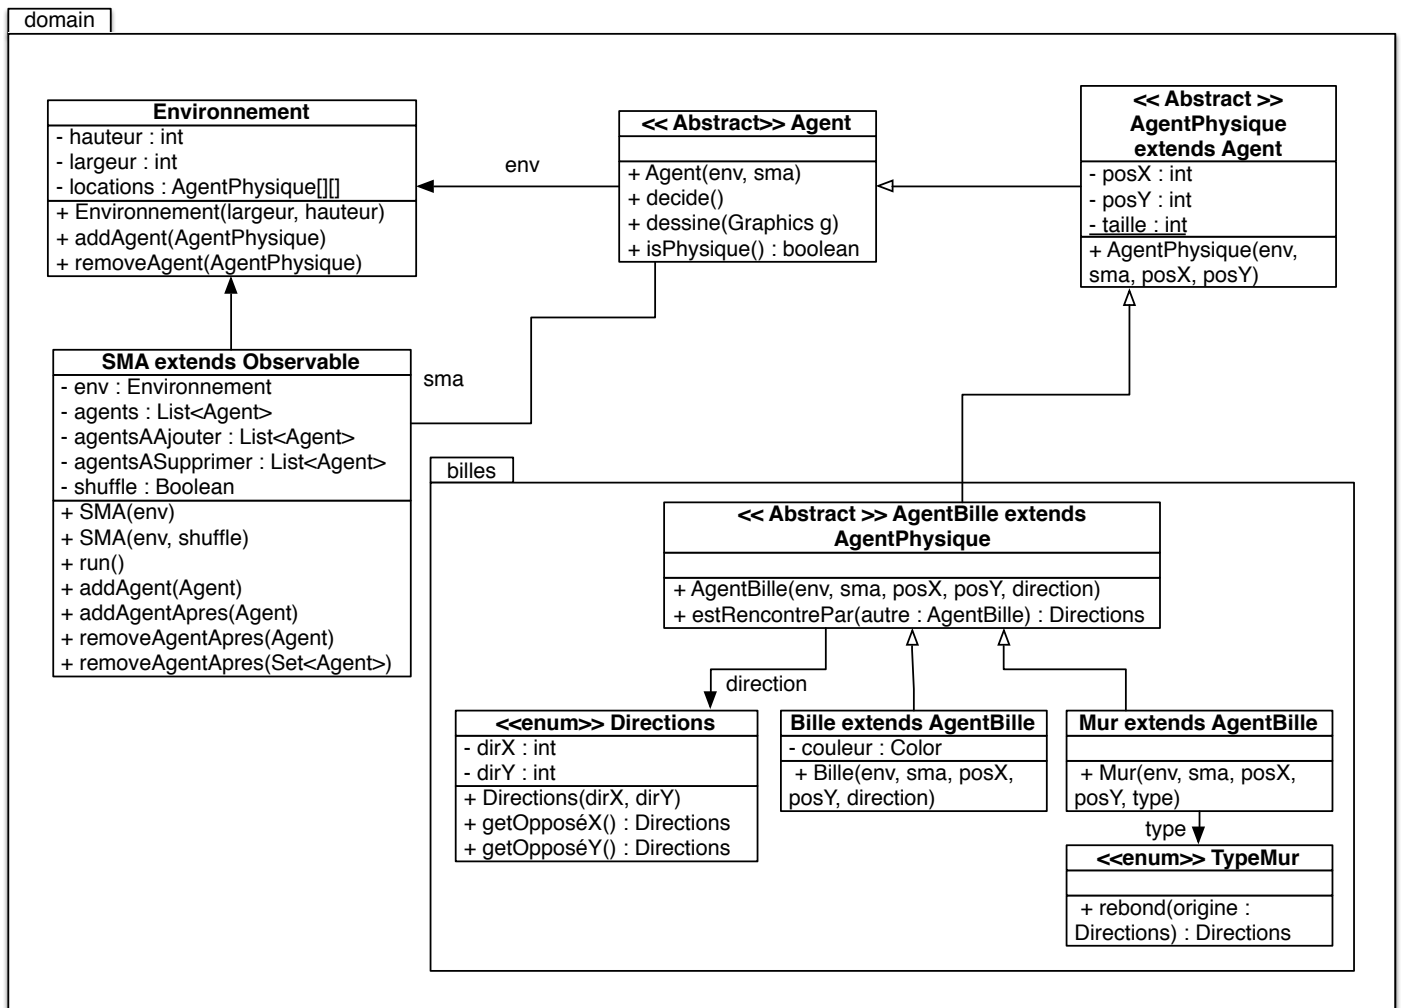 domain
Environnement
- hauteur : int
- largeur : int
- locations : AgentPhysique[][]
+ Environnement(largeur, hauteur)
+ addAgent(AgentPhysique)
+ removeAgent(AgentPhysique)
env
<< Abstract>> Agent
+ Agent(env, sma)
+ decide()
+ dessine(Graphics g)
+ isPhysique() : boolean
<< Abstract >>
AgentPhysique
extends Agent
- posX : int
- posY : int
- taille : int
+ AgentPhysique(env,
sma, posX, posY)
SMA extends Observable
- env : Environnement
- agents : List<Agent>
- agentsAAjouter : List<Agent>
- agentsASupprimer : List<Agent>
- shuffle : Boolean
+ SMA(env)
+ SMA(env, shuffle)
+ run()
+ addAgent(Agent)
+ addAgentApres(Agent)
+ removeAgentApres(Agent)
+ removeAgentApres(Set<Agent>)
sma
billes
<< Abstract >> AgentBille extends
AgentPhysique
+ AgentBille(env, sma, posX, posY, direction)
+ estRencontrePar(autre : AgentBille) : Directions
direction
<<enum>> Directions
- dirX : int
- dirY : int
+ Directions(dirX, dirY)
+ getOpposéX() : Directions
+ getOpposéY() : Directions
Bille extends AgentBille
- couleur : Color
+ Bille(env, sma, posX,
posY, direction)
Mur extends AgentBille
+ Mur(env, sma, posX,
posY, type)
type
<<enum>> TypeMur
+ rebond(origine :
Directions) : Directions